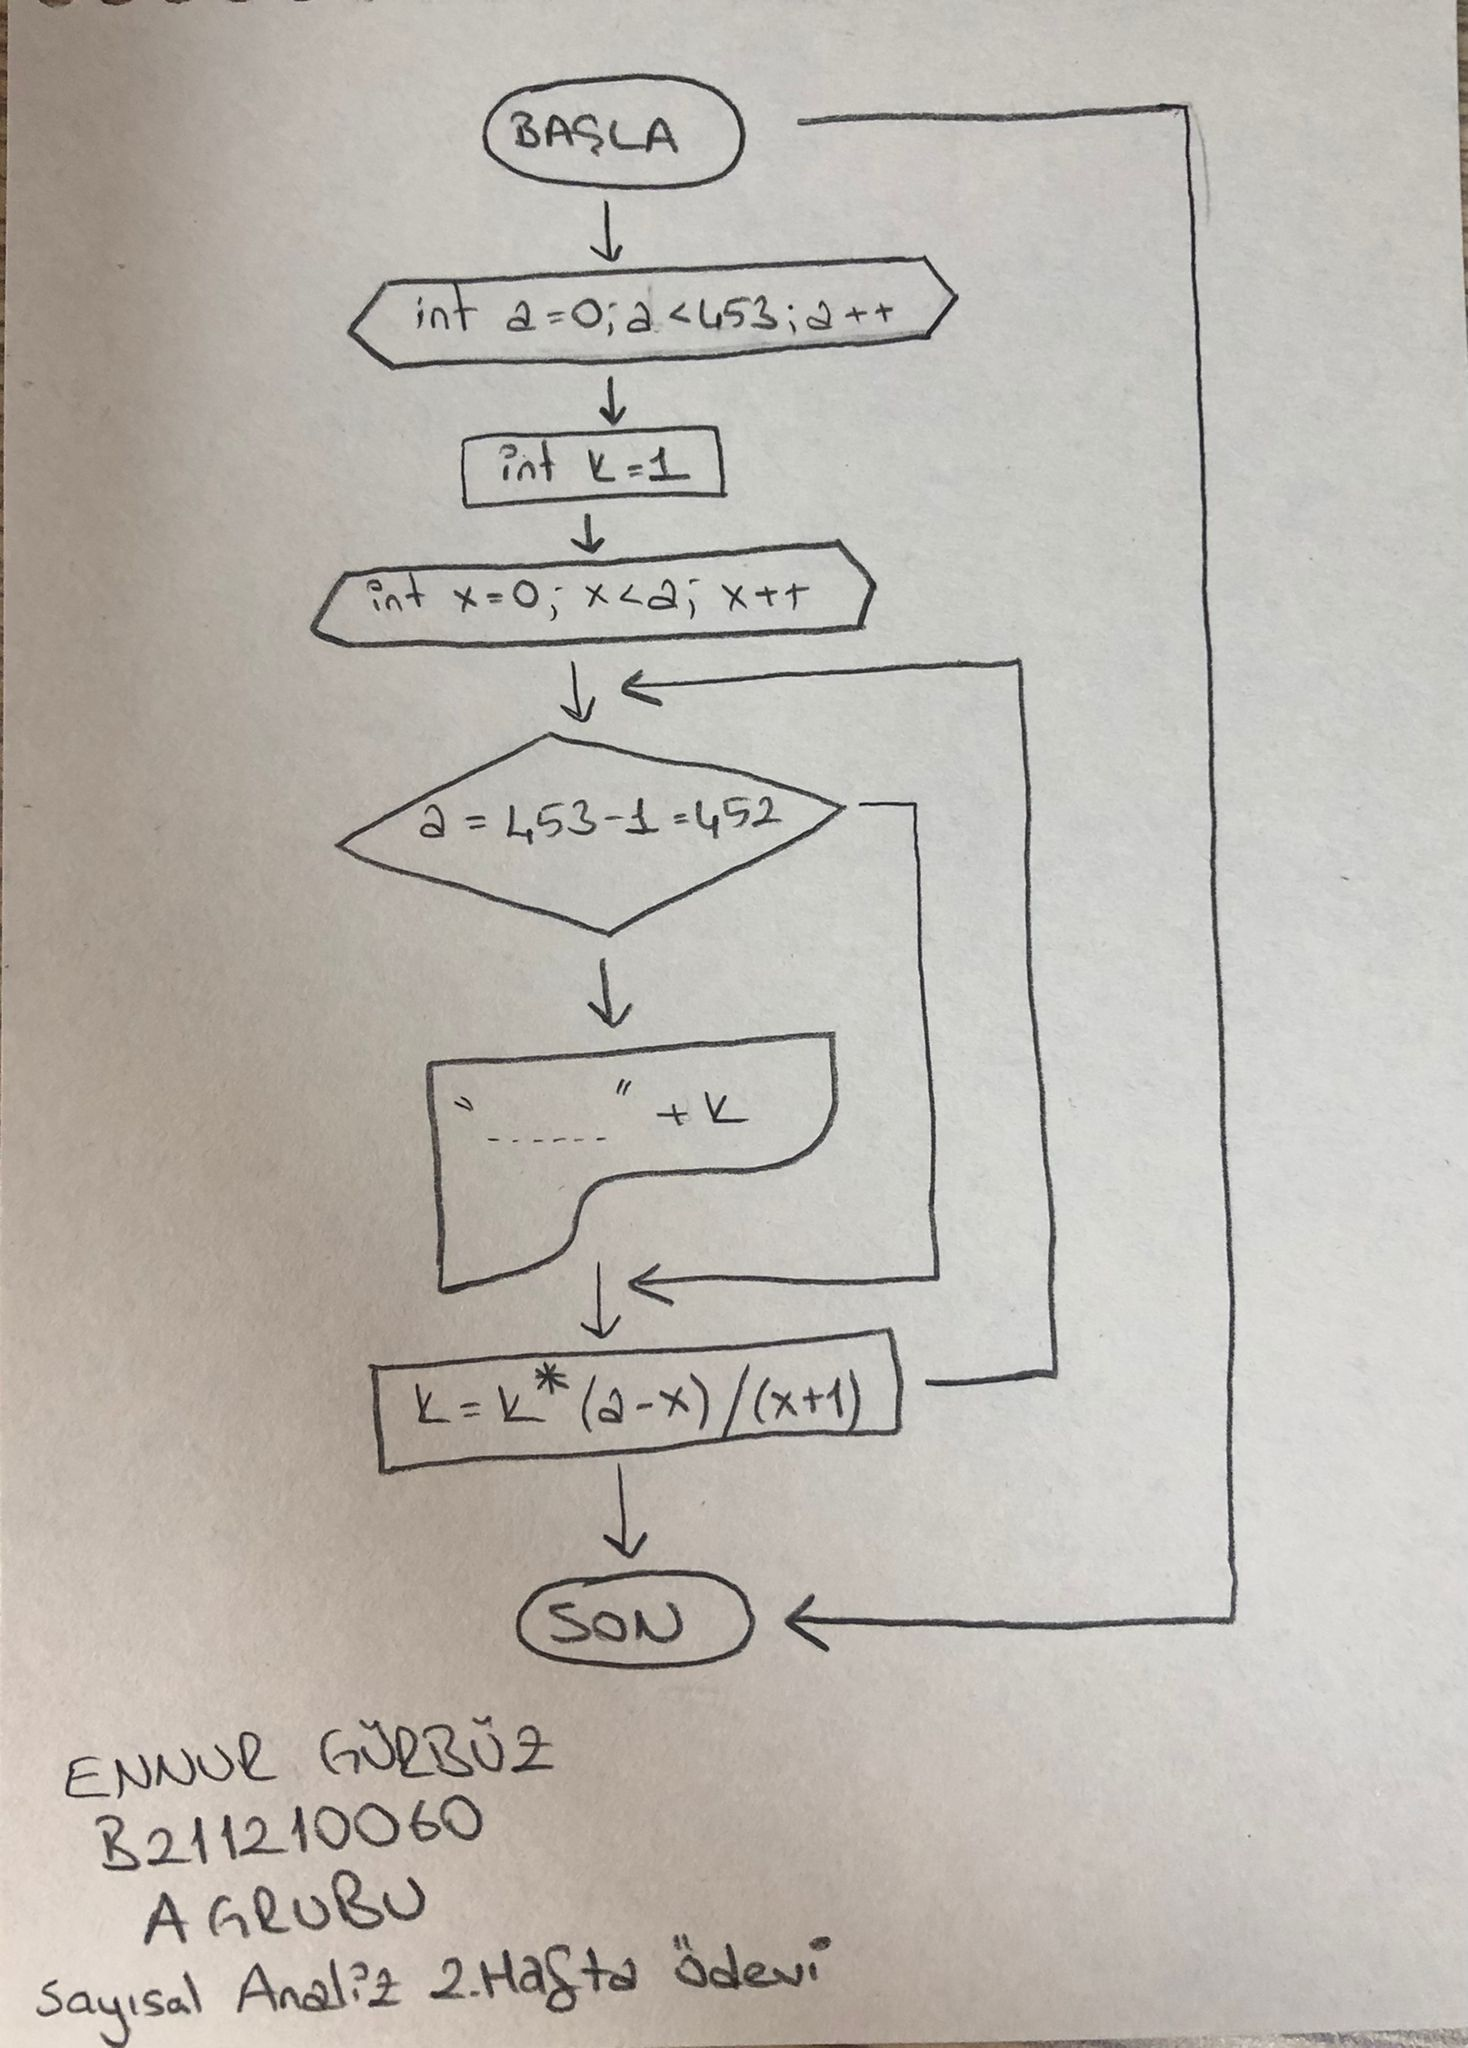 BAŞLA
int a=0; a<453; a++
int k=1
int x=0; x<a; x++
a = 453-1 = 452
" ------ " + k
k = k * (a-x) / (x+1)
SON
ENNUR GÜRBÜZ
B211210060
A GRUBU
Sayısal Analiz 2.Hafta Ödevi